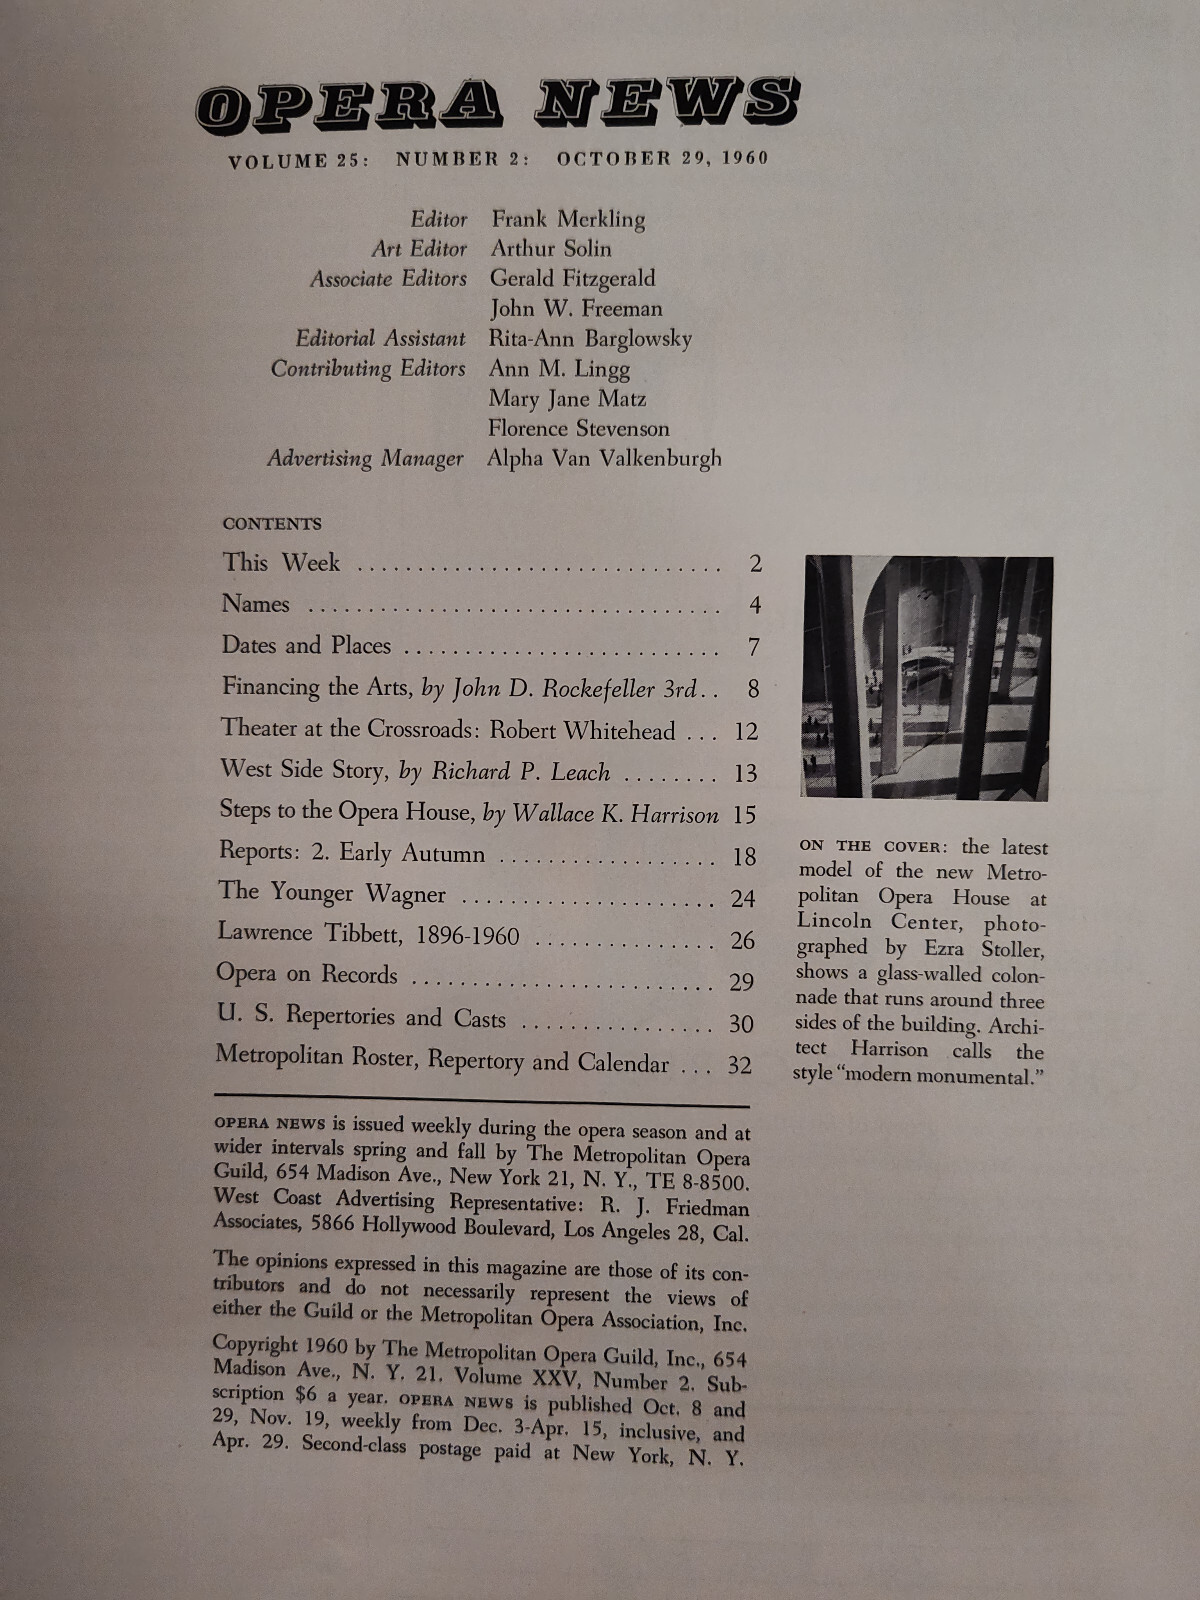 OPERA NEWS
VOLUME 25: NUMBER 2: OCTOBER 29, 1960
Editor Frank Merkling
Art Editor Arthur Solin
Associate Editors Gerald Fitzgerald
John W. Freeman
Editorial Assistant Rita-Ann Barglowsky
Contributing Editors Ann M. Lingg
Mary Jane Matz
Florence Stevenson
Advertising Manager Alpha Van Valkenburgh
CONTENTS
This Week .............................. 2
Names .................................. 4
Dates and Places .......................... 7
Financing the Arts, by John D. Rockefeller 3rd.. 8
Theater at the Crossroads: Robert Whitehead ... 12
West Side Story, by Richard P. Leach ........ 13
Steps to the Opera House, by Wallace K. Harrison 15
Reports: 2. Early Autumn .................. 18
The Younger Wagner ..................... 24
Lawrence Tibbett, 1896-1960 ............... 26
Opera on Records ......................... 29
U. S. Repertories and Casts ................ 30
Metropolitan Roster, Repertory and Calendar ... 32
OPERA NEWS is issued weekly during the opera season and at
wider intervals spring and fall by The Metropolitan Opera
Guild, 654 Madison Ave., New York 21, N. Y., TE 8-8500.
West Coast Advertising Representative: R. J. Friedman
Associates, 5866 Hollywood Boulevard, Los Angeles 28, Cal.
The opinions expressed in this magazine are those of its con-
tributors and do not necessarily represent the views of
either the Guild or the Metropolitan Opera Association, Inc.
Copyright 1960 by The Metropolitan Opera Guild, Inc., 654
Madison Ave., N. Y. 21. Volume XXV, Number 2. Sub-
scription $6 a year. OPERA NEWS is published Oct. 8 and
29, Nov. 19, weekly from Dec. 3-Apr. 15, inclusive, and
Apr. 29. Second-class postage paid at New York, N. Y.
ON THE COVER: the latest
model of the new Metro-
politan Opera House at
Lincoln Center, photo-
graphed by Ezra Stoller,
shows a glass-walled colon-
nade that runs around three
sides of the building. Archi-
tect Harrison calls the
style "modern monumental."